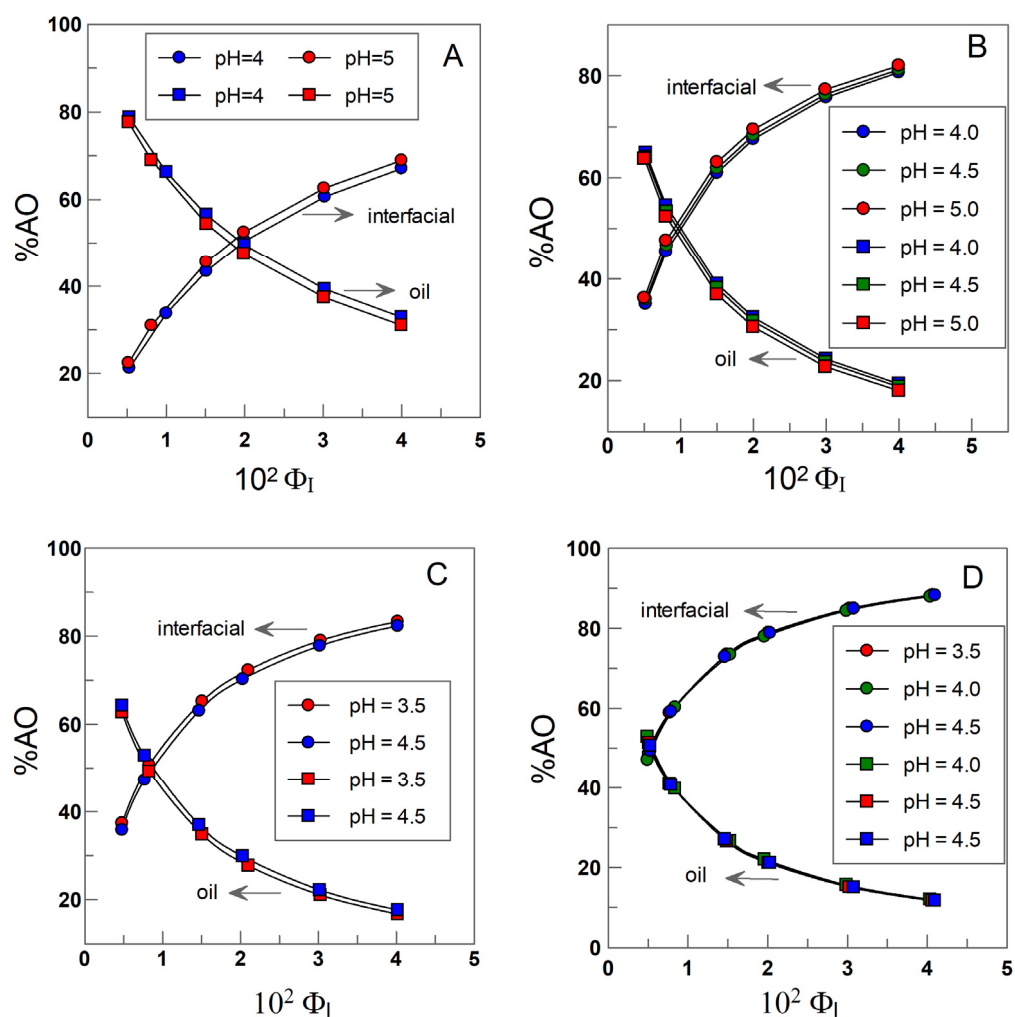 A
%AO
100
80
60
40
20
pH=4 pH=5
pH=4 pH=5
interfacial
oil
0 1 2 3 4 5
10² Φ_I
B
80
60
40
20
interfacial
pH = 4.0
pH = 4.5
pH = 5.0
pH = 4.0
pH = 4.5
pH = 5.0
oil
0 1 2 3 4 5
10² Φ_I
C
%AO
100
80
60
40
20
interfacial
pH = 3.5
pH = 4.5
pH = 3.5
pH = 4.5
oil
0 1 2 3 4 5
10² Φ_I
D
%AO
100
80
60
40
20
0
interfacial
pH = 3.5
pH = 4.0
pH = 4.5
pH = 4.0
pH = 4.5
pH = 4.5
oil
0 1 2 3 4 5
10² Φ_I